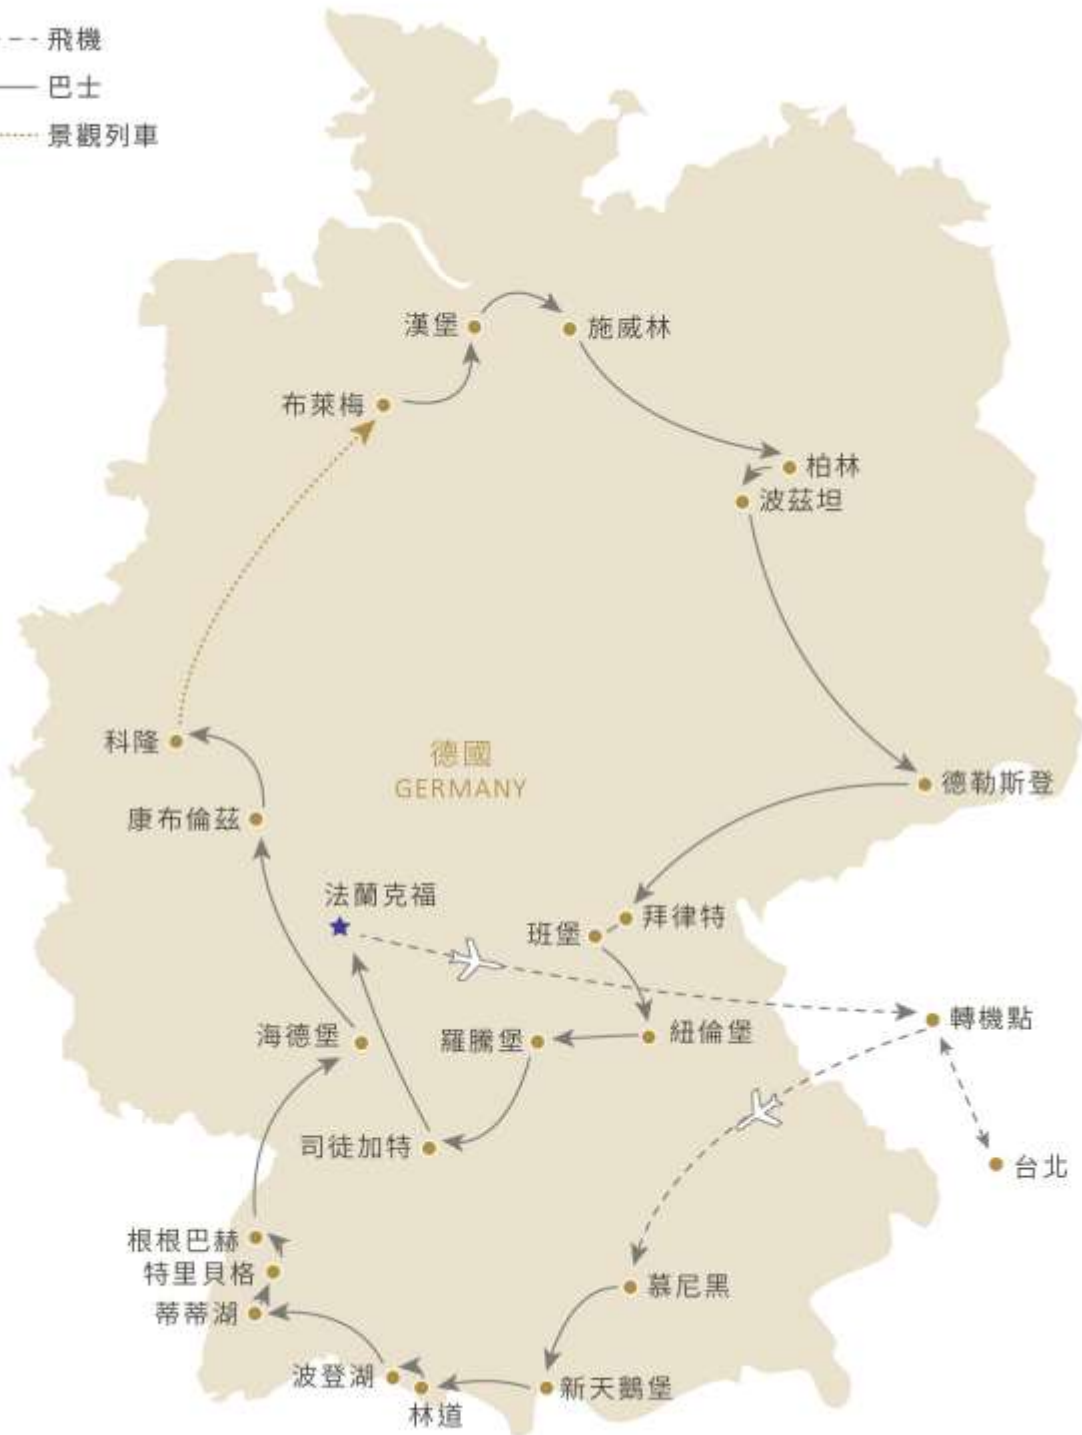 飛機
巴士
景觀列車
漢堡
施威林
布萊梅
柏林
波茲坦
科隆
德國
GERMANY
德勒斯登
康布倫茲
法蘭克福
拜律特
班堡
轉機點
海德堡
羅騰堡
紐倫堡
司徒加特
台北
根根巴赫
特里貝格
慕尼黑
蒂蒂湖
波登湖
新天鵝堡
林道